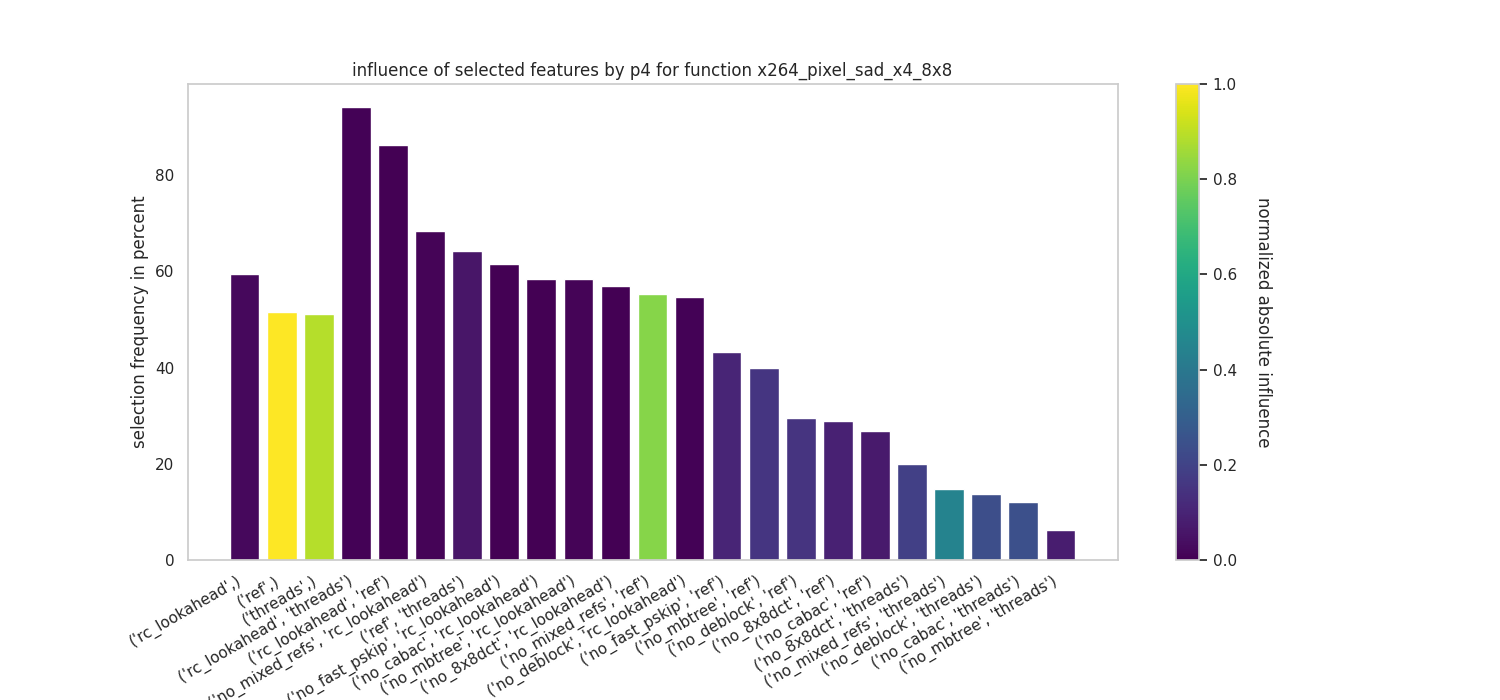 influence of selected features by p4 for function x264_pixel_sad_x4_8x8
selection frequency in percent
80
60
40
20
0
('rc_lookahead',)
('ref',)
('threads',)
('rc_lookahead', 'threads')
('rc_lookahead', 'ref')
('no_mixed_refs', 'rc_lookahead')
('ref', 'threads')
('no_fast_pskip', 'rc_lookahead')
('no_cabac', 'rc_lookahead')
('no_mbtree', 'rc_lookahead')
('no_8x8dct', 'rc_lookahead')
('no_mixed_refs', 'ref')
('no_deblock', 'rc_lookahead')
('no_fast_pskip', 'ref')
('no_mbtree', 'ref')
('no_deblock', 'ref')
('no_8x8dct', 'ref')
('no_cabac', 'ref')
('no_8x8dct', 'threads')
('no_mixed_refs', 'threads')
('no_deblock', 'threads')
('no_cabac', 'threads')
('no_mbtree', 'threads')
1.0
0.8
0.6
0.4
0.2
0.0
normalized absolute influence